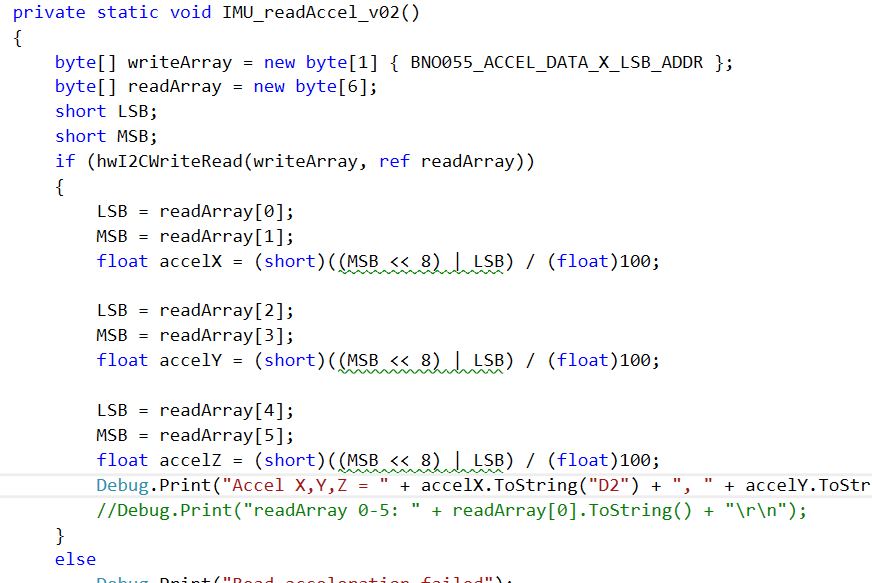 private static void IMU_readAccel_v02()
{
byte[] writeArray = new byte[1] { BNO055_ACCEL_DATA_X_LSB_ADDR };
byte[] readArray = new byte[6];
short LSB;
short MSB;
if (hwI2CWriteRead(writeArray, ref readArray))
{
LSB = readArray[0];
MSB = readArray[1];
float accelX = (short)((MSB << 8) | LSB) / (float)100;
LSB = readArray[2];
MSB = readArray[3];
float accelY = (short)((MSB << 8) | LSB) / (float)100;
LSB = readArray[4];
MSB = readArray[5];
float accelZ = (short)((MSB << 8) | LSB) / (float)100;
Debug.Print("Accel X,Y,Z = " + accelX.ToString("D2") + ", " + accelY.ToStr
//Debug.Print("readArray 0-5: " + readArray[0].ToString() + "\r\n");
}
else
Debug.Print("Read acceleration failed");